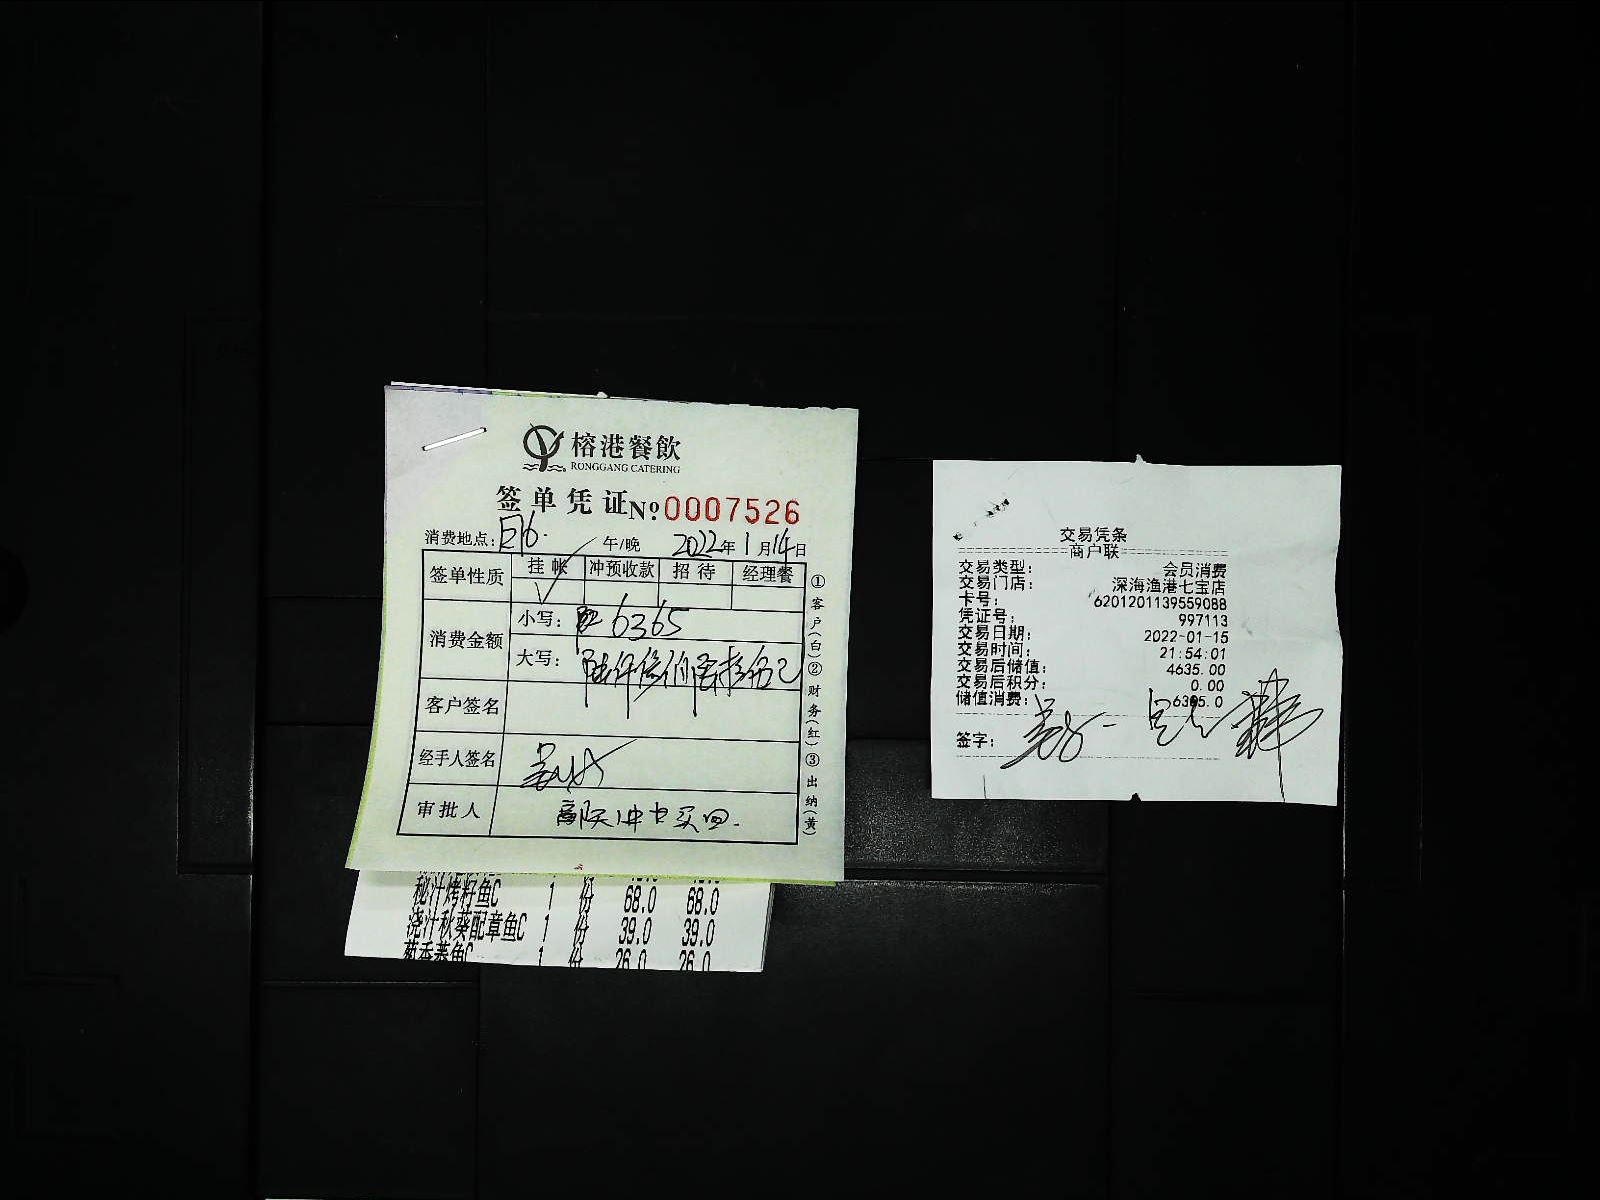 榕港餐飲
RONGGANG CATERING
签单凭证 №0007526
消费地点: 午/晚 2022年1月14日
签单性质 挂帐 冲预收款 招待 经理餐
√
消费金额 小写: 6365
大写:
客户签名
经手人签名
审批人
①客户(白)②财务(红)③出纳(黄)
秘汁烤籽鱼C 1 份 68.0 68.0
浇汁秋葵配章鱼C 1 份 39.0 39.0
1 份 26.0 26.0
交易凭条
商户联
交易类型: 会员消费
交易门店: 深海渔港七宝店
卡号: 6201201139559088
凭证号: 997113
交易日期: 2022-01-15
交易时间: 21:54:01
交易后储值: 4635.00
交易后积分: 0.00
储值消费: 6365.0
签字: